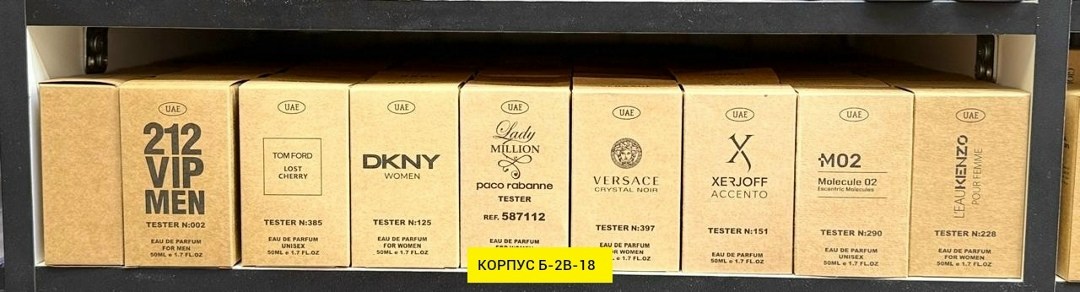 UAE
212
VIP
MEN
TESTER N:002
EAU DE PARFUM
FOR MEN
50ML e 1.7 FL.OZ
UAE
TOM FORD
LOST
CHERRY
TESTER N:385
EAU DE PARFUM
UNISEX
50ML e 1.7 FL.OZ
UAE
DKNY
WOMEN
TESTER N:125
EAU DE PARFUM
FOR WOMEN
50ML e 1.7 FL.OZ
UAE
Lady
MILLION
paco rabanne
TESTER
REF. 587112
EAU DE PARFUM
UAE
VERSACE
CRYSTAL NOIR
TESTER N:397
EAU DE PARFUM
FOR WOMEN
50ML e 1.7 FL.OZ
UAE
X
XERJOFF
ACCENTO
TESTER N:151
EAU DE PARFUM
50ML e 1.7 FL.OZ
UAE
M02
Molecule 02
Escentric Molecules
TESTER N:290
EAU DE PARFUM
50ML e 1.7 FL.OZ
UAE
L'EAU KENZO
POUR FEMME
TESTER N:228
EAU DE PARFUM
FOR WOMEN
50ML e 1.7 FL.OZ
КОРПУС Б-2В-18